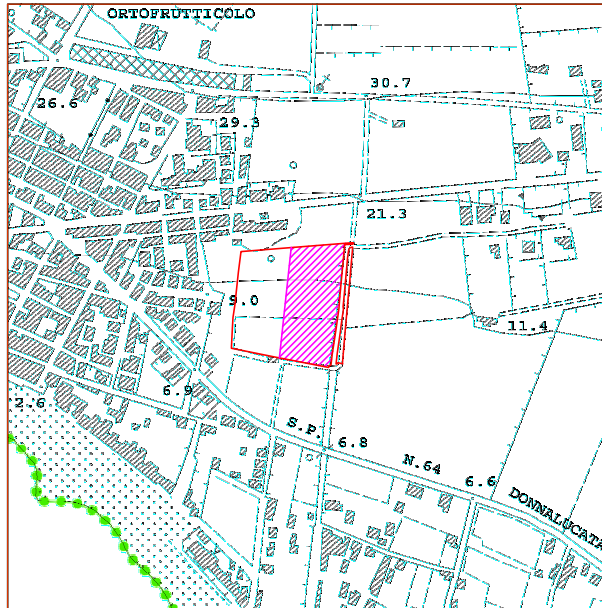 ORTOFRUTTICOLO
30.7
26.6
29.3
21.3
9.0
11.4
6.9
2.6
S.P. 6.8
N.64
6.6
DONNALUCATA